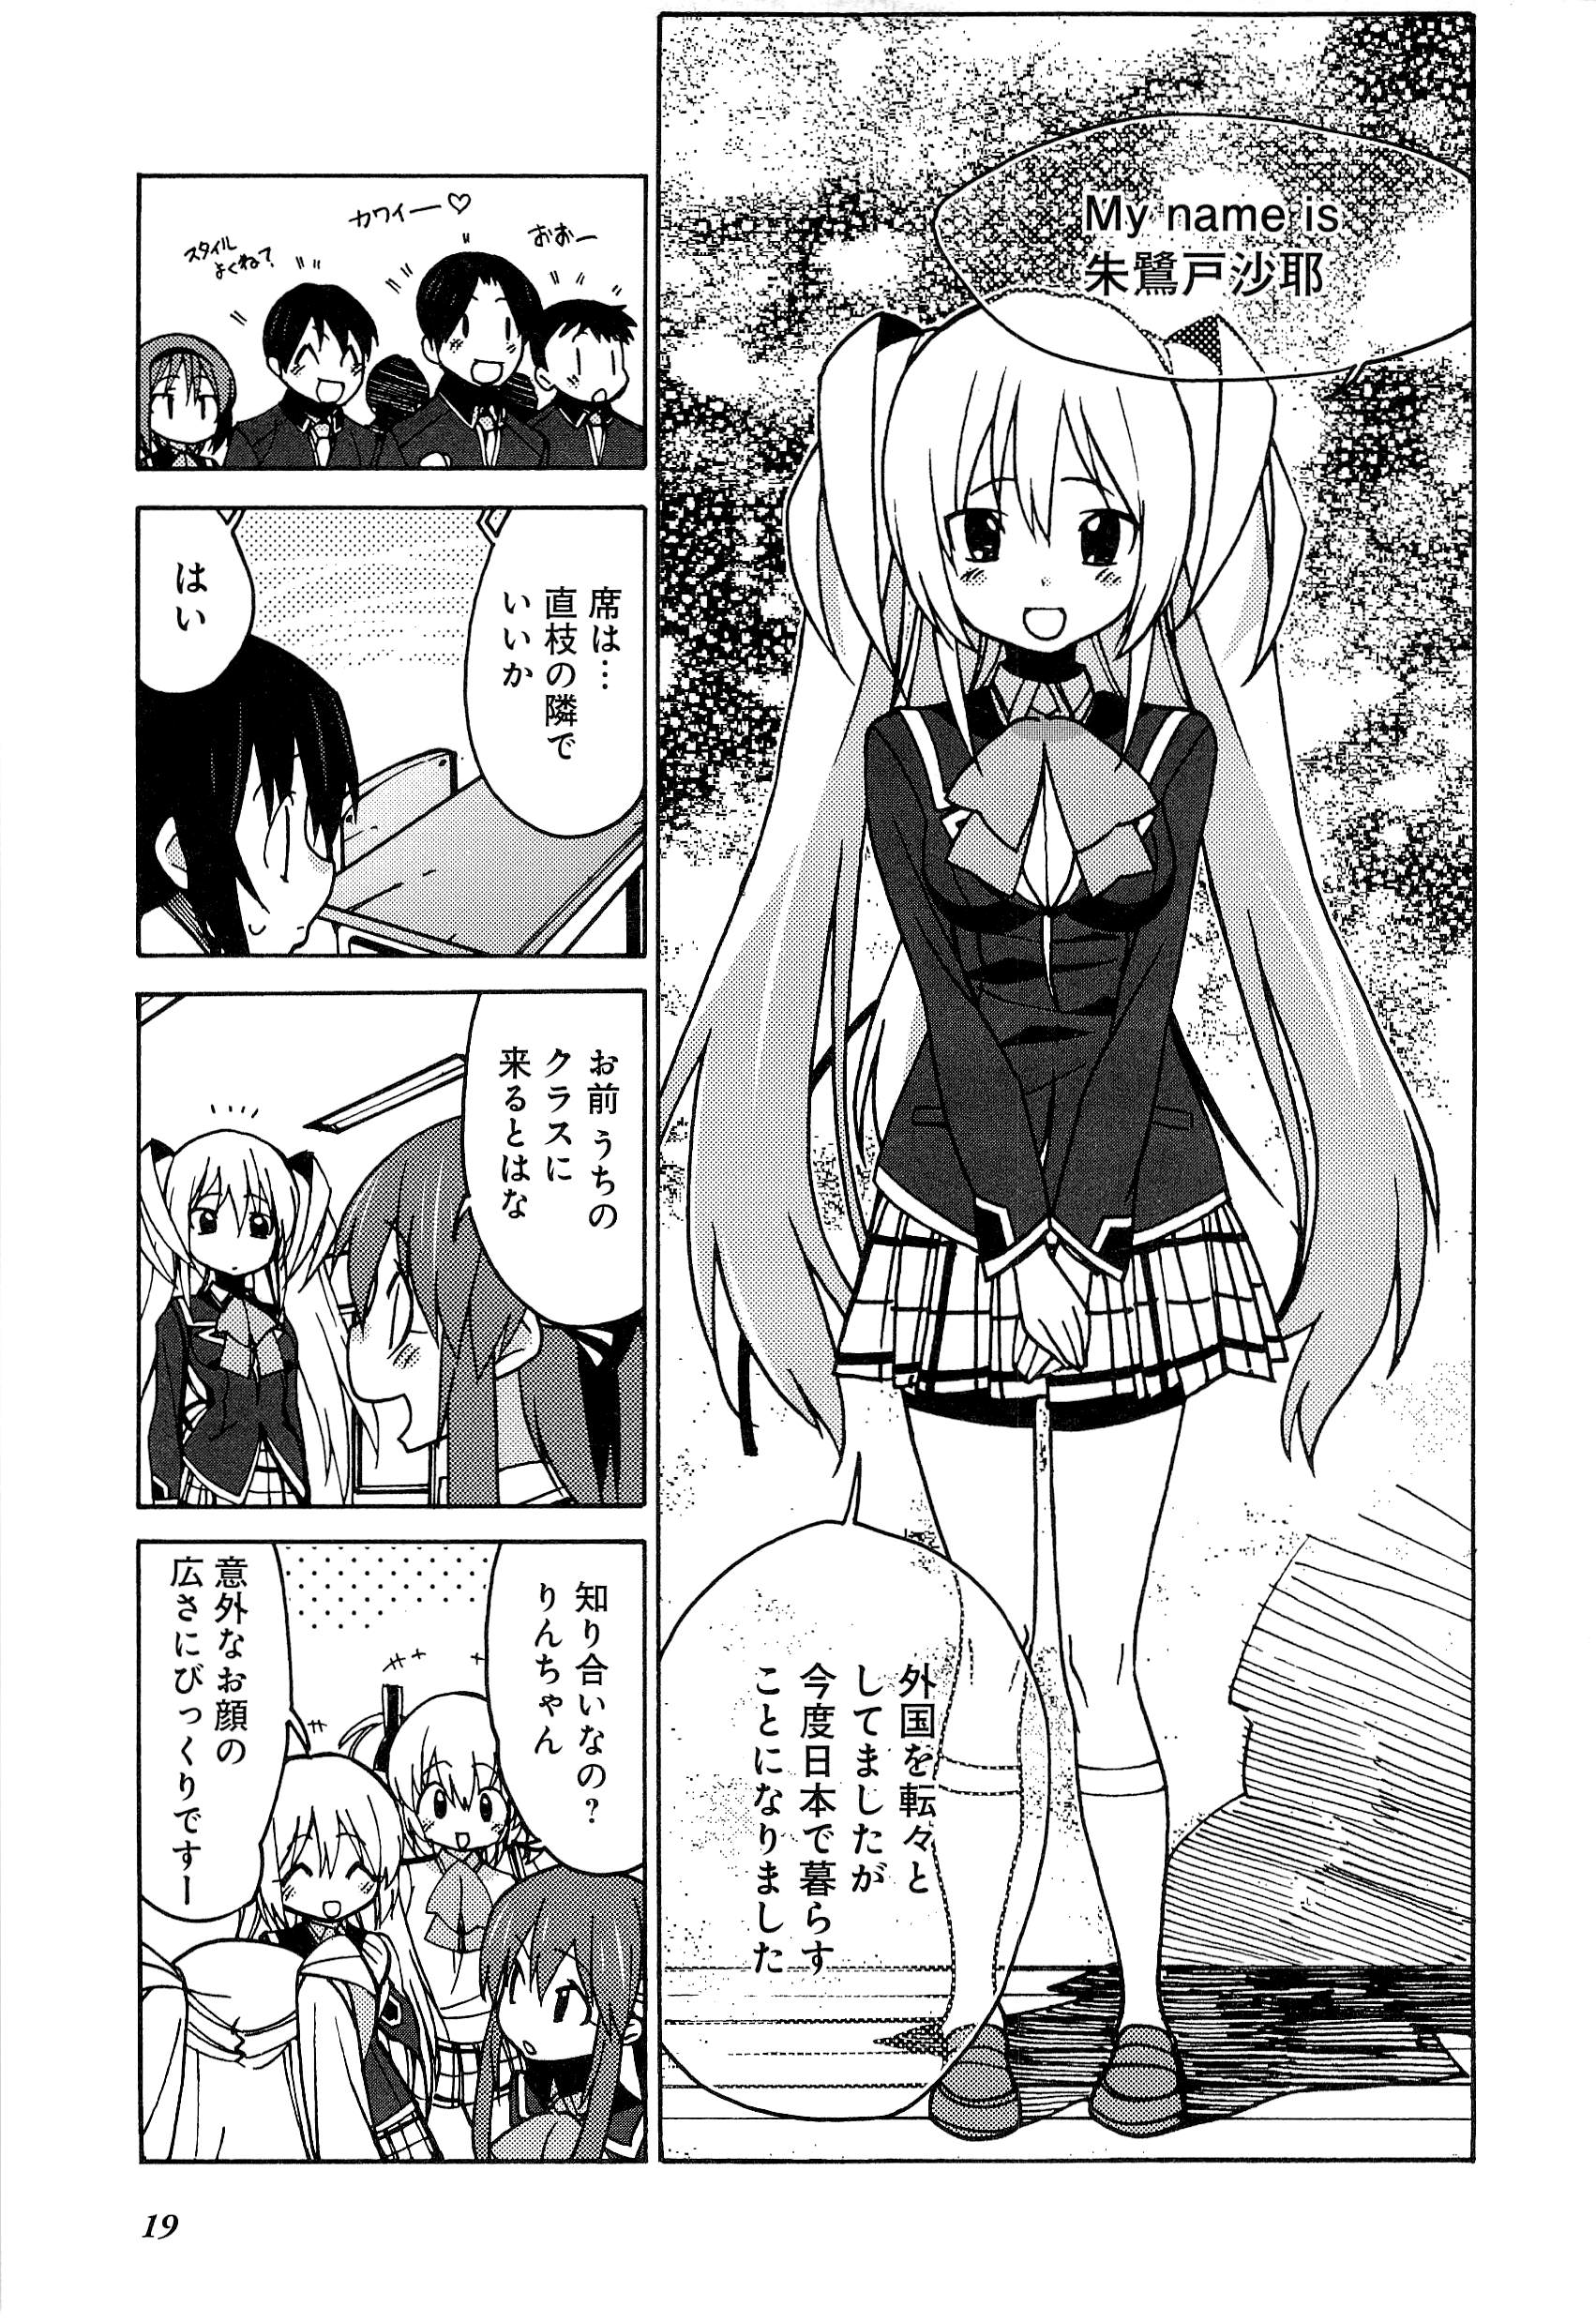 My name is
朱鷺戸沙耶
外国を転々と
してましたが
今度日本で暮らす
ことになりました
おおー
カワイー♡
スタイル
よくね？
席は…
直枝の隣で
いいか
はい
お前 うちの
クラスに
来るとはな
知り合いなの？
りんちゃん
意外なお顔の
広さにびっくりですー
19